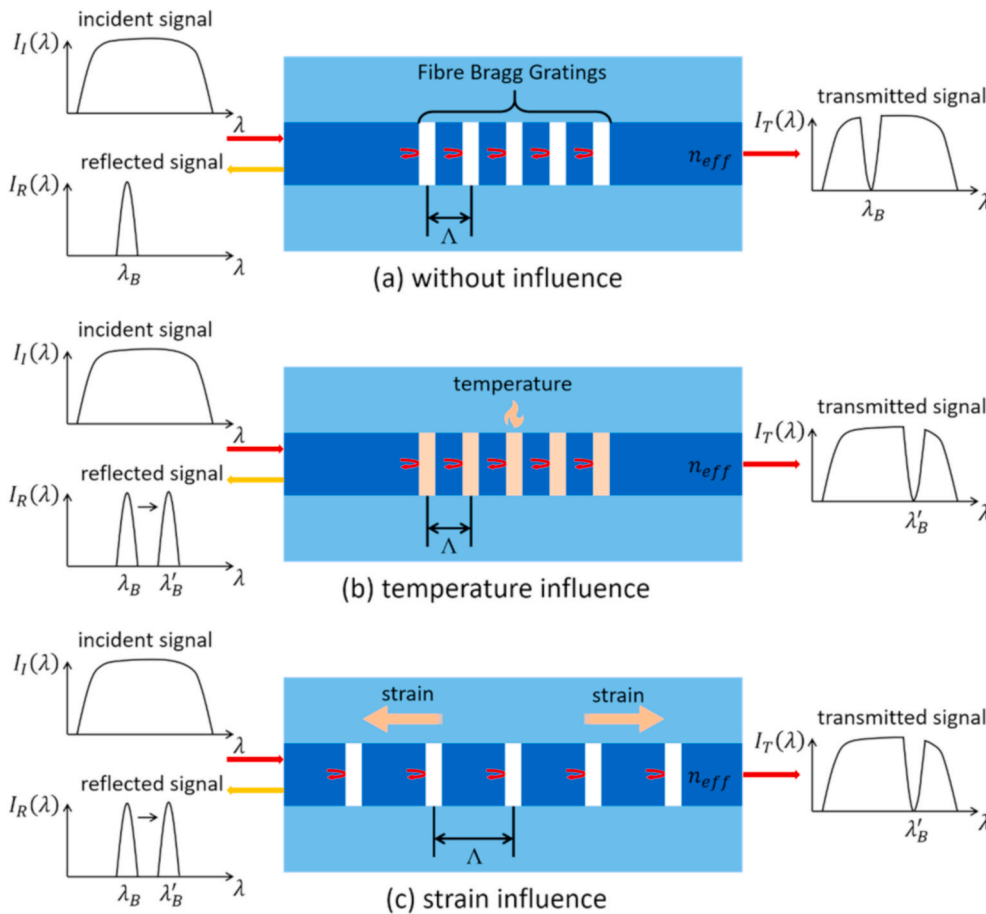 incident signal
I_I(λ)
λ
reflected signal
I_R(λ)
λ_B
λ
Fibre Bragg Gratings
n_eff
Λ
transmitted signal
I_T(λ)
λ
λ_B
(a) without influence
incident signal
I_I(λ)
λ
reflected signal
I_R(λ)
λ_B
λ'_B
λ
temperature
n_eff
Λ
transmitted signal
I_T(λ)
λ
λ'_B
(b) temperature influence
incident signal
I_I(λ)
λ
reflected signal
I_R(λ)
λ_B
λ'_B
λ
strain
strain
n_eff
Λ
transmitted signal
I_T(λ)
λ
λ'_B
(c) strain influence